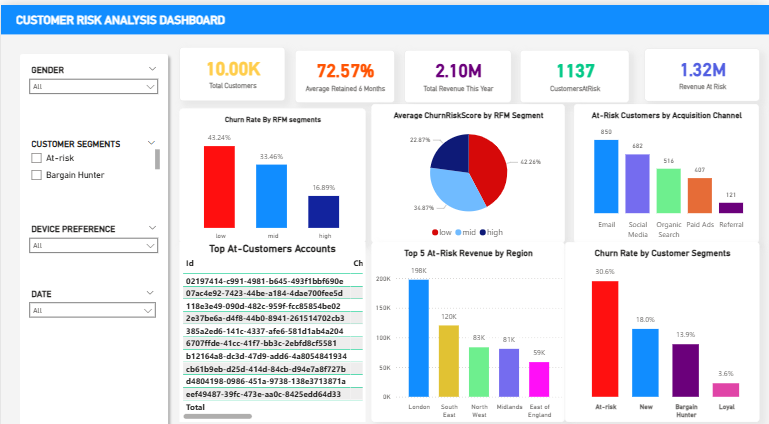 CUSTOMER RISK ANALYSIS DASHBOARD
GENDER
All
CUSTOMER SEGMENTS
At-risk
Bargain Hunter
DEVICE PREFERENCE
All
DATE
All
10.00K
Total Customers
72.57%
Average Retained 6 Months
2.10M
Total Revenue This Year
1137
CustomersAtRisk
1.32M
Revenue At Risk
Churn Rate By RFM segments
43.24%
33.46%
16.89%
low mid high
Average ChurnRiskScore by RFM Segment
22.87%
42.26%
34.87%
low mid high
At-Risk Customers by Acquisition Channel
850
682
516
407
121
Email Social Media Organic Search Paid Ads Referral
Top At-Customers Accounts
Id Ch
02197414-c991-4981-b645-493f1bbf690e
07ac4e92-7423-44be-a184-4dae700fee5d
118e3e49-090d-482c-959f-fcc85854be02
2e37be6a-d4f8-44b0-8941-261514702cb3
385a2ed6-141c-4337-afe6-581d1ab4a204
6707ffde-41cc-41f7-bb3c-2ebfd8cf5581
b12164a8-dc3d-47d9-add6-4a8054841934
cb61b9eb-d25d-414d-84cb-d94e7a8f727b
d4804198-0986-451a-9738-138e3713871a
eef49487-39fc-473e-aa0c-8425edd64d33
Total
Top 5 At-Risk Revenue by Region
200K
150K
100K
50K
0K
198K
120K
83K
81K
59K
London South East North West Midlands East of England
Churn Rate by Customer Segments
30.6%
18.0%
13.9%
3.6%
At-risk New Bargain Hunter Loyal